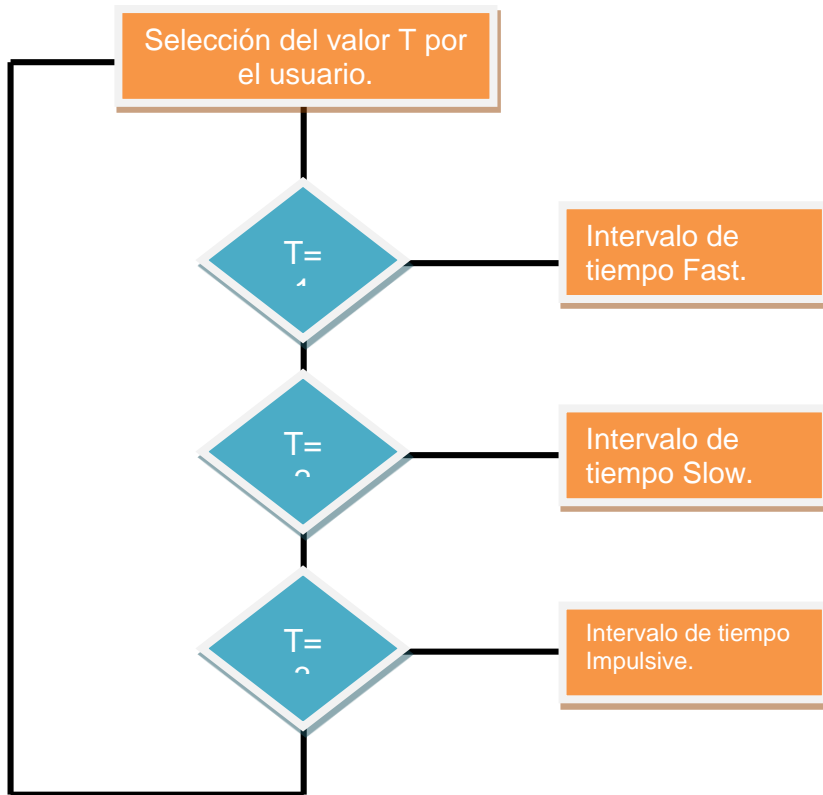 Selección del valor T por
el usuario.
T=
Intervalo de
tiempo Fast.
T=
Intervalo de
tiempo Slow.
T=
Intervalo de tiempo
Impulsive.